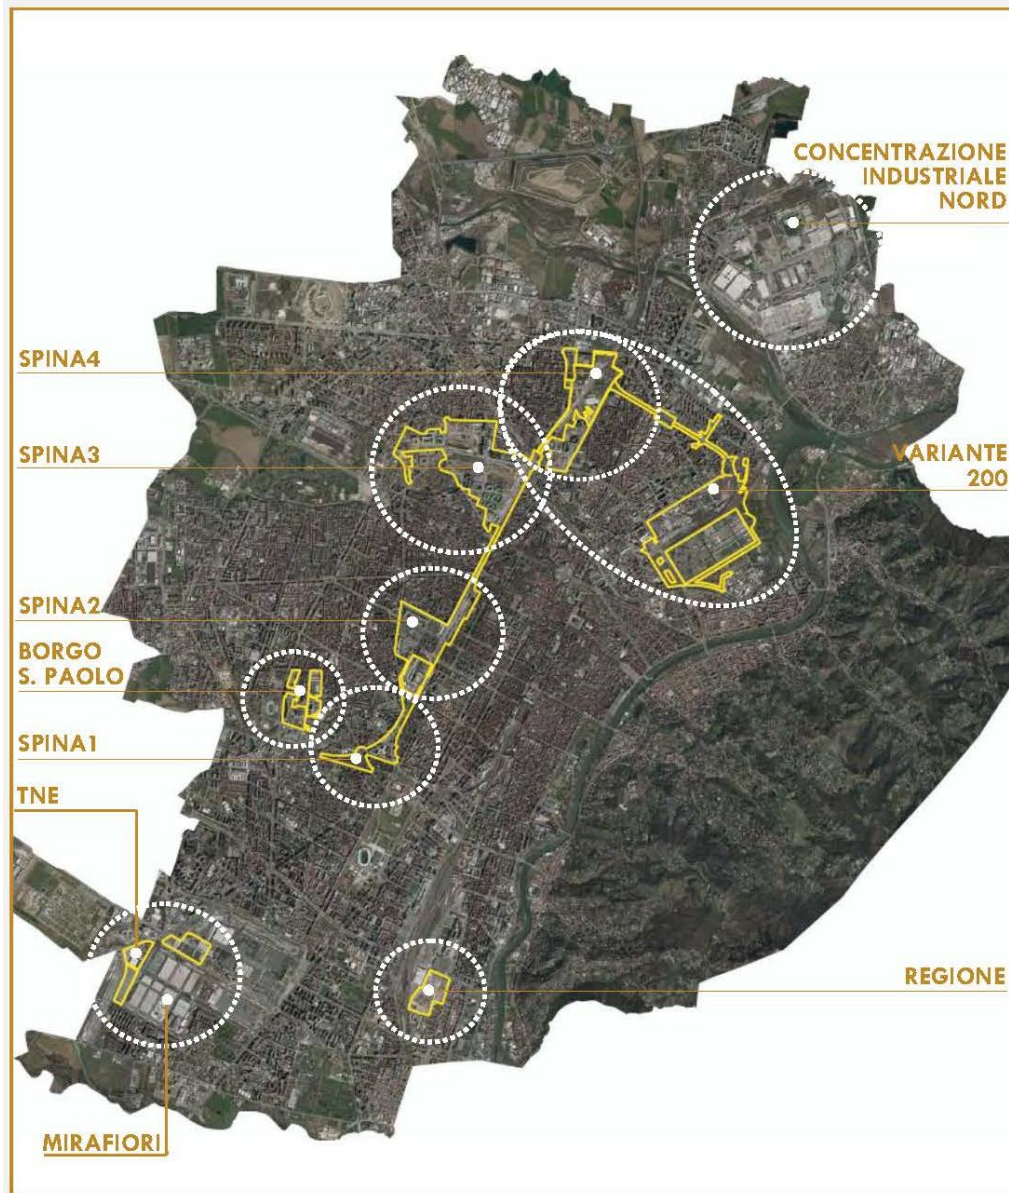 CONCENTRAZIONE
INDUSTRIALE
NORD
SPINA4
SPINA3
VARIANTE
200
SPINA2
BORGO
S. PAOLO
SPINA1
TNE
REGIONE
MIRAFIORI